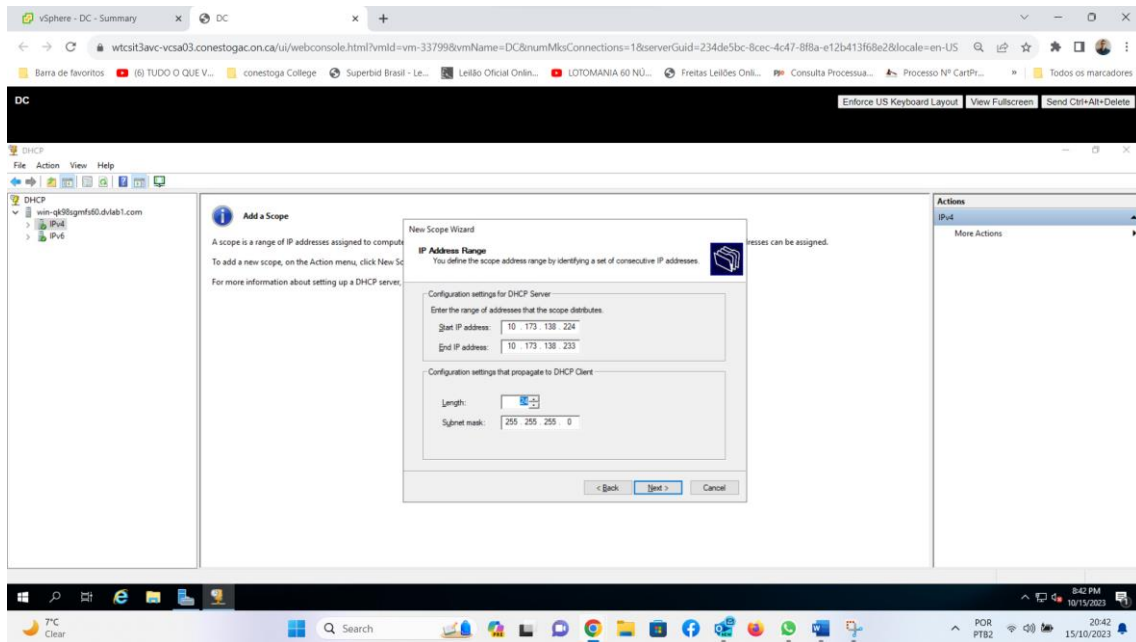 vSphere - DC - Summary
DC
wtcsit3avc-vcsa03.conestogac.on.ca/ui/webconsole.html?vmId=vm-33799&vmName=DC&numMksConnections=1&serverGuid=234de5bc-8cec-4c47-8f8a-e12b413f68e2&locale=en-US
Barra de favoritos (6) TUDO O QUE V... conestoga College Superbid Brasil - Le... Leilão Oficial Onlin... LOTOMANIA 60 NÚ... Freitas Leilões Onli... Consulta Processua... Processo Nº CartPr... » Todos os marcadores
DC Enforce US Keyboard Layout View Fullscreen Send Ctrl+Alt+Delete
DHCP
File Action View Help
DHCP
win-qk98sgmfs60.dvlab1.com
IPv4
IPv6
Add a Scope
A scope is a range of IP addresses assigned to compute
resses can be assigned.
To add a new scope, on the Action menu, click New Sc
For more information about setting up a DHCP server,
New Scope Wizard
IP Address Range
You define the scope address range by identifying a set of consecutive IP addresses.
Configuration settings for DHCP Server
Enter the range of addresses that the scope distributes.
Start IP address: 10 . 173 . 138 . 224
End IP address: 10 . 173 . 138 . 233
Configuration settings that propagate to DHCP Client
Length: 24
Subnet mask: 255 . 255 . 255 . 0
< Back Next > Cancel
Actions
IPv4
More Actions
8:42 PM
10/15/2023
7°C
Clear
Search
POR
PTB2
20:42
15/10/2023